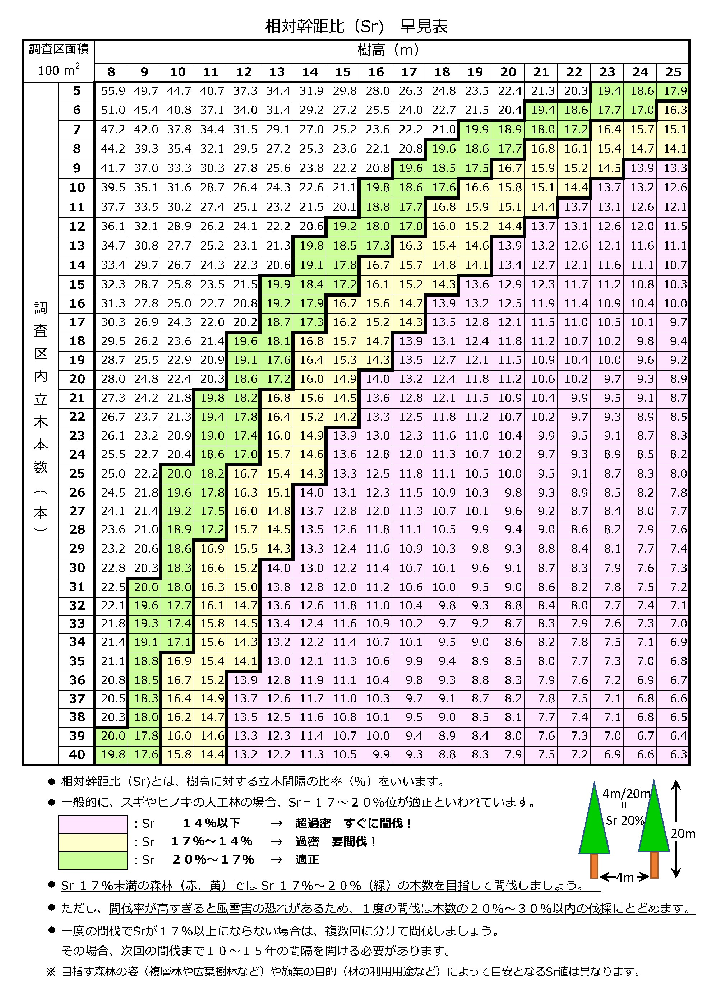 相対幹距比（Sr) 早見表
調査区面積 樹高（m）
100 m² 8 9 10 11 12 13 14 15 16 17 18 19 20 21 22 23 24 25
5 55.9 49.7 44.7 40.7 37.3 34.4 31.9 29.8 28.0 26.3 24.8 23.5 22.4 21.3 20.3 19.4 18.6 17.9
6 51.0 45.4 40.8 37.1 34.0 31.4 29.2 27.2 25.5 24.0 22.7 21.5 20.4 19.4 18.6 17.7 17.0 16.3
7 47.2 42.0 37.8 34.4 31.5 29.1 27.0 25.2 23.6 22.2 21.0 19.9 18.9 18.0 17.2 16.4 15.7 15.1
8 44.2 39.3 35.4 32.1 29.5 27.2 25.3 23.6 22.1 20.8 19.6 18.6 17.7 16.8 16.1 15.4 14.7 14.1
9 41.7 37.0 33.3 30.3 27.8 25.6 23.8 22.2 20.8 19.6 18.5 17.5 16.7 15.9 15.2 14.5 13.9 13.3
10 39.5 35.1 31.6 28.7 26.4 24.3 22.6 21.1 19.8 18.6 17.6 16.6 15.8 15.1 14.4 13.7 13.2 12.6
11 37.7 33.5 30.2 27.4 25.1 23.2 21.5 20.1 18.8 17.7 16.8 15.9 15.1 14.4 13.7 13.1 12.6 12.1
12 36.1 32.1 28.9 26.2 24.1 22.2 20.6 19.2 18.0 17.0 16.0 15.2 14.4 13.7 13.1 12.6 12.0 11.5
13 34.7 30.8 27.7 25.2 23.1 21.3 19.8 18.5 17.3 16.3 15.4 14.6 13.9 13.2 12.6 12.1 11.6 11.1
14 33.4 29.7 26.7 24.3 22.3 20.6 19.1 17.8 16.7 15.7 14.8 14.1 13.4 12.7 12.1 11.6 11.1 10.7
15 32.3 28.7 25.8 23.5 21.5 19.9 18.4 17.2 16.1 15.2 14.3 13.6 12.9 12.3 11.7 11.2 10.8 10.3
16 31.3 27.8 25.0 22.7 20.8 19.2 17.9 16.7 15.6 14.7 13.9 13.2 12.5 11.9 11.4 10.9 10.4 10.0
17 30.3 26.9 24.3 22.0 20.2 18.7 17.3 16.2 15.2 14.3 13.5 12.8 12.1 11.5 11.0 10.5 10.1 9.7
18 29.5 26.2 23.6 21.4 19.6 18.1 16.8 15.7 14.7 13.9 13.1 12.4 11.8 11.2 10.7 10.2 9.8 9.4
19 28.7 25.5 22.9 20.9 19.1 17.6 16.4 15.3 14.3 13.5 12.7 12.1 11.5 10.9 10.4 10.0 9.6 9.2
20 28.0 24.8 22.4 20.3 18.6 17.2 16.0 14.9 14.0 13.2 12.4 11.8 11.2 10.6 10.2 9.7 9.3 8.9
21 27.3 24.2 21.8 19.8 18.2 16.8 15.6 14.5 13.6 12.8 12.1 11.5 10.9 10.4 9.9 9.5 9.1 8.7
22 26.7 23.7 21.3 19.4 17.8 16.4 15.2 14.2 13.3 12.5 11.8 11.2 10.7 10.2 9.7 9.3 8.9 8.5
23 26.1 23.2 20.9 19.0 17.4 16.0 14.9 13.9 13.0 12.3 11.6 11.0 10.4 9.9 9.5 9.1 8.7 8.3
24 25.5 22.7 20.4 18.6 17.0 15.7 14.6 13.6 12.8 12.0 11.3 10.7 10.2 9.7 9.3 8.9 8.5 8.2
25 25.0 22.2 20.0 18.2 16.7 15.4 14.3 13.3 12.5 11.8 11.1 10.5 10.0 9.5 9.1 8.7 8.3 8.0
26 24.5 21.8 19.6 17.8 16.3 15.1 14.0 13.1 12.3 11.5 10.9 10.3 9.8 9.3 8.9 8.5 8.2 7.8
27 24.1 21.4 19.2 17.5 16.0 14.8 13.7 12.8 12.0 11.3 10.7 10.1 9.6 9.2 8.7 8.4 8.0 7.7
28 23.6 21.0 18.9 17.2 15.7 14.5 13.5 12.6 11.8 11.1 10.5 9.9 9.4 9.0 8.6 8.2 7.9 7.6
29 23.2 20.6 18.6 16.9 15.5 14.3 13.3 12.4 11.6 10.9 10.3 9.8 9.3 8.8 8.4 8.1 7.7 7.4
30 22.8 20.3 18.3 16.6 15.2 14.0 13.0 12.2 11.4 10.7 10.1 9.6 9.1 8.7 8.3 7.9 7.6 7.3
31 22.5 20.0 18.0 16.3 15.0 13.8 12.8 12.0 11.2 10.6 10.0 9.5 9.0 8.6 8.2 7.8 7.5 7.2
32 22.1 19.6 17.7 16.1 14.7 13.6 12.6 11.8 11.0 10.4 9.8 9.3 8.8 8.4 8.0 7.7 7.4 7.1
33 21.8 19.3 17.4 15.8 14.5 13.4 12.4 11.6 10.9 10.2 9.7 9.2 8.7 8.3 7.9 7.6 7.3 7.0
34 21.4 19.1 17.1 15.6 14.3 13.2 12.2 11.4 10.7 10.1 9.5 9.0 8.6 8.2 7.8 7.5 7.1 6.9
35 21.1 18.8 16.9 15.4 14.1 13.0 12.1 11.3 10.6 9.9 9.4 8.9 8.5 8.0 7.7 7.3 7.0 6.8
36 20.8 18.5 16.7 15.2 13.9 12.8 11.9 11.1 10.4 9.8 9.3 8.8 8.3 7.9 7.6 7.2 6.9 6.7
37 20.5 18.3 16.4 14.9 13.7 12.6 11.7 11.0 10.3 9.7 9.1 8.7 8.2 7.8 7.5 7.1 6.8 6.6
38 20.3 18.0 16.2 14.7 13.5 12.5 11.6 10.8 10.1 9.5 9.0 8.5 8.1 7.7 7.4 7.1 6.8 6.5
39 20.0 17.8 16.0 14.6 13.3 12.3 11.4 10.7 10.0 9.4 8.9 8.4 8.0 7.6 7.3 7.0 6.7 6.4
40 19.8 17.6 15.8 14.4 13.2 12.2 11.3 10.5 9.9 9.3 8.8 8.3 7.9 7.5 7.2 6.9 6.6 6.3
調査区内立木本数（本）
● 相対幹距比（Sr)とは、樹高に対する立木間隔の比率（％）をいいます。
● 一般的に、スギやヒノキの人工林の場合、Sr＝１７～２０％位が適正といわれています。
：Sr １４％以下 → 超過密 すぐに間伐！
：Sr １７％～１４％ → 過密 要間伐！
：Sr ２０％～１７％ → 適正
4m/20m
=
Sr 20%
20m
4m
● Sr １７％未満の森林（赤、黄）では Sr １７％～２０％（緑）の本数を目指して間伐しましょう。
● ただし、間伐率が高すぎると風雪害の恐れがあるため、１度の間伐は本数の２０％～３０％以内の伐採にとどめます。
● 一度の間伐でSrが１７％以上にならない場合は、複数回に分けて間伐しましょう。
その場合、次回の間伐まで１０～１５年の間隔を開ける必要があります。
※ 目指す森林の姿（複層林や広葉樹林など）や施業の目的（材の利用用途など）によって目安となるSr値は異なります。